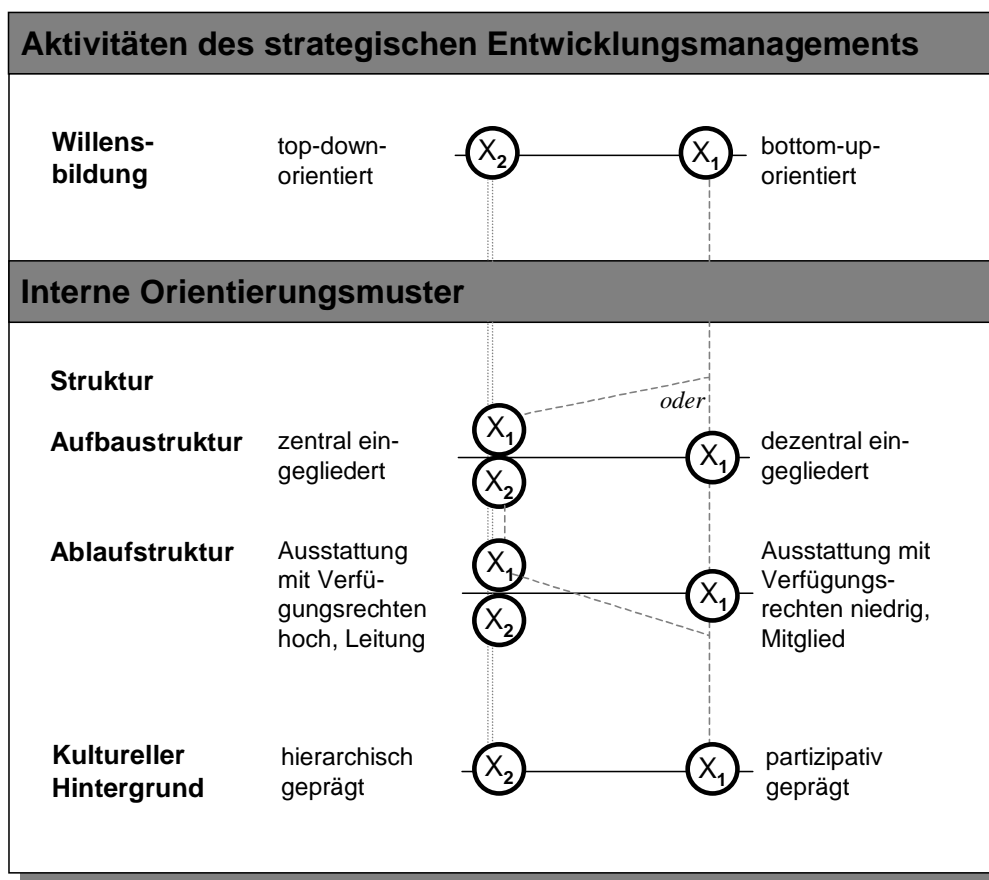 Aktivitäten des strategischen Entwicklungsmanagements
Willens-
bildung
top-down-
orientiert
X2
X1
bottom-up-
orientiert
Interne Orientierungsmuster
Struktur
oder
Aufbaustruktur
zentral ein-
gegliedert
X1
X2
X1
dezentral ein-
gegliedert
Ablaufstruktur
Ausstattung
mit Verfü-
gungsrechten
hoch, Leitung
X1
X2
X1
Ausstattung mit
Verfügungs-
rechten niedrig,
Mitglied
Kultureller
Hintergrund
hierarchisch
geprägt
X2
X1
partizipativ
geprägt